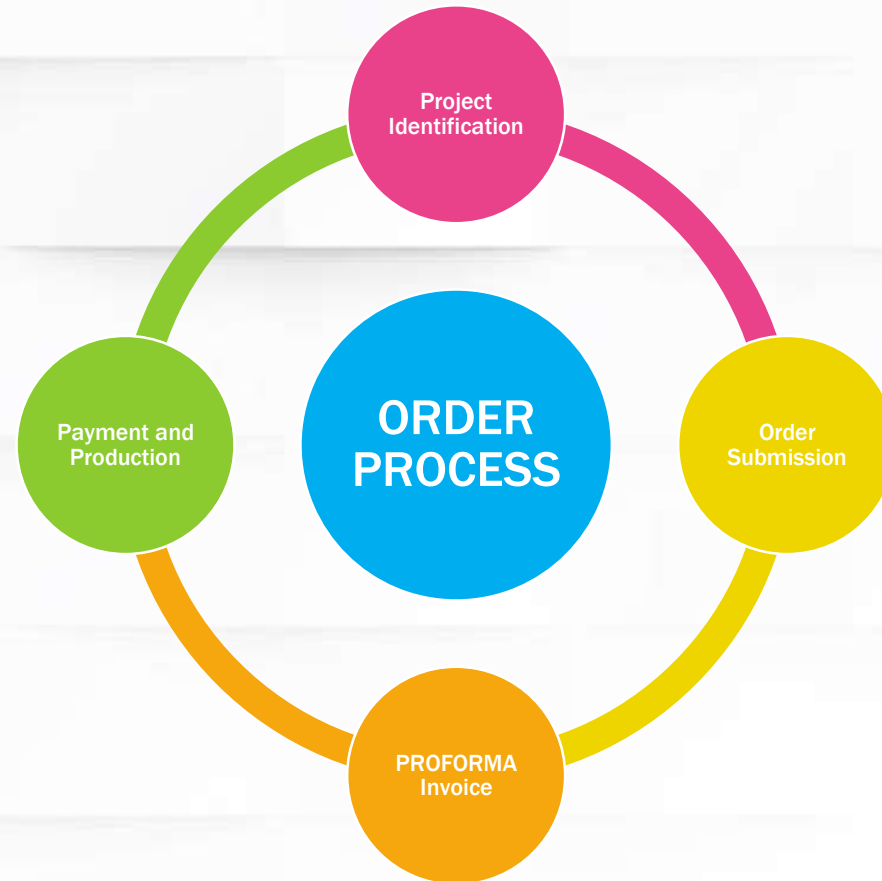 Project
Identification
ORDER
PROCESS
Payment and
Production
Order
Submission
PROFORMA
Invoice